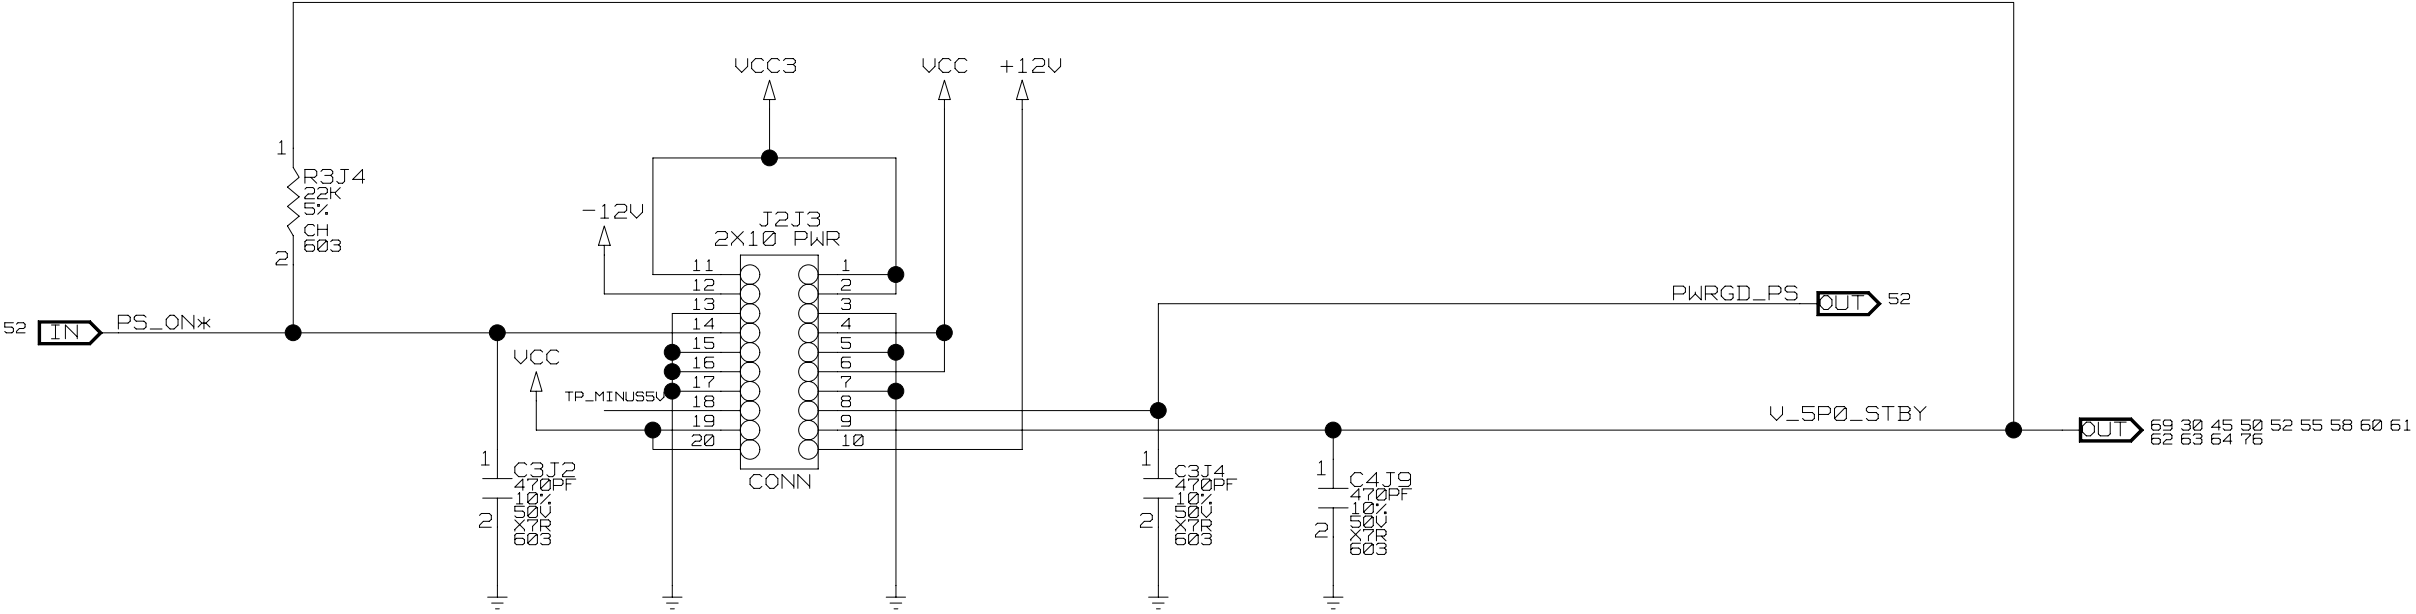 VCC3
VCC
+12V
1
R3J4
22K
5%
CH
603
2
-12V
J2J3
2X10 PWR
11
12
13
14
15
16
17
18
19
20
1
2
3
4
5
6
7
8
9
10
CONN
52
IN
PS_ON*
VCC
TP_MINUS5V
PWRGD_PS
OUT
52
V_5P0_STBY
OUT
69 30 45 50 52 55 58 60 61
62 63 64 76
1
C3J2
470PF
10%
50V
X7R
603
2
1
C3J4
470PF
10%
50V
X7R
603
2
1
C4J9
470PF
10%
50V
X7R
603
2